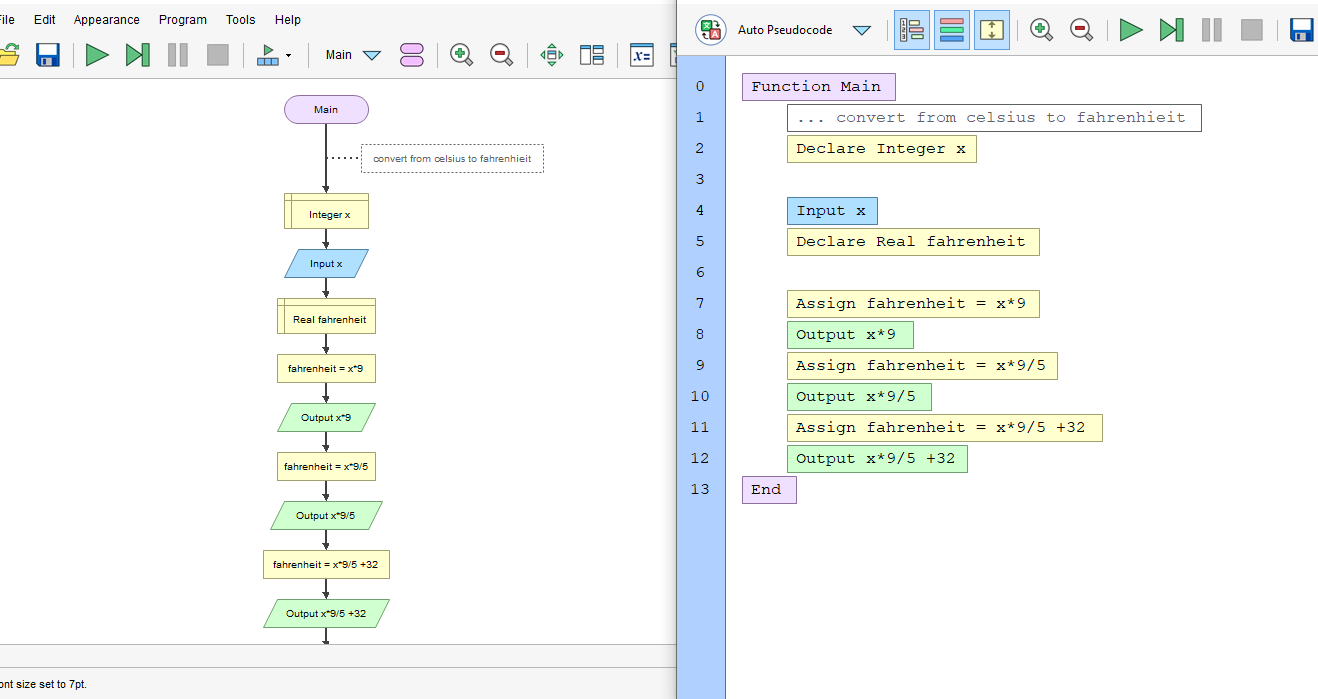 File Edit Appearance Program Tools Help
Main
Main
convert from celsius to fahrenhieit
Integer x
Input x
Real fahrenheit
fahrenheit = x*9
Output x*9
fahrenheit = x*9/5
Output x*9/5
fahrenheit = x*9/5 +32
Output x*9/5 +32
ont size set to 7pt.
Auto Pseudocode
0 Function Main
1 ... convert from celsius to fahrenhieit
2 Declare Integer x
3
4 Input x
5 Declare Real fahrenheit
6
7 Assign fahrenheit = x*9
8 Output x*9
9 Assign fahrenheit = x*9/5
10 Output x*9/5
11 Assign fahrenheit = x*9/5 +32
12 Output x*9/5 +32
13 End